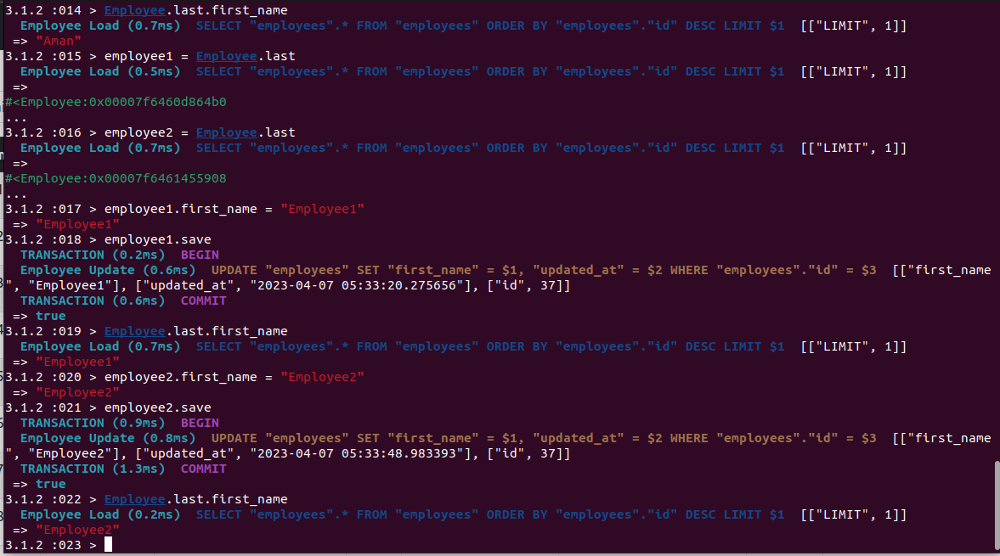 3.1.2 :014 > Employee.last.first_name
  Employee Load (0.7ms)  SELECT "employees".* FROM "employees" ORDER BY "employees"."id" DESC LIMIT $1  [["LIMIT", 1]]
 => "Aman"
3.1.2 :015 > employee1 = Employee.last
  Employee Load (0.5ms)  SELECT "employees".* FROM "employees" ORDER BY "employees"."id" DESC LIMIT $1  [["LIMIT", 1]]
 =>
#<Employee:0x00007f6460d864b0
...
3.1.2 :016 > employee2 = Employee.last
  Employee Load (0.7ms)  SELECT "employees".* FROM "employees" ORDER BY "employees"."id" DESC LIMIT $1  [["LIMIT", 1]]
 =>
#<Employee:0x00007f6461455908
...
3.1.2 :017 > employee1.first_name = "Employee1"
 => "Employee1"
3.1.2 :018 > employee1.save
  TRANSACTION (0.2ms)  BEGIN
  Employee Update (0.6ms)  UPDATE "employees" SET "first_name" = $1, "updated_at" = $2 WHERE "employees"."id" = $3  [["first_name
", "Employee1"], ["updated_at", "2023-04-07 05:33:20.275656"], ["id", 37]]
  TRANSACTION (0.6ms)  COMMIT
 => true
3.1.2 :019 > Employee.last.first_name
  Employee Load (0.7ms)  SELECT "employees".* FROM "employees" ORDER BY "employees"."id" DESC LIMIT $1  [["LIMIT", 1]]
 => "Employee1"
3.1.2 :020 > employee2.first_name = "Employee2"
 => "Employee2"
3.1.2 :021 > employee2.save
  TRANSACTION (0.9ms)  BEGIN
  Employee Update (0.8ms)  UPDATE "employees" SET "first_name" = $1, "updated_at" = $2 WHERE "employees"."id" = $3  [["first_name
", "Employee2"], ["updated_at", "2023-04-07 05:33:48.983393"], ["id", 37]]
  TRANSACTION (1.3ms)  COMMIT
 => true
3.1.2 :022 > Employee.last.first_name
  Employee Load (0.2ms)  SELECT "employees".* FROM "employees" ORDER BY "employees"."id" DESC LIMIT $1  [["LIMIT", 1]]
 => "Employee2"
3.1.2 :023 >